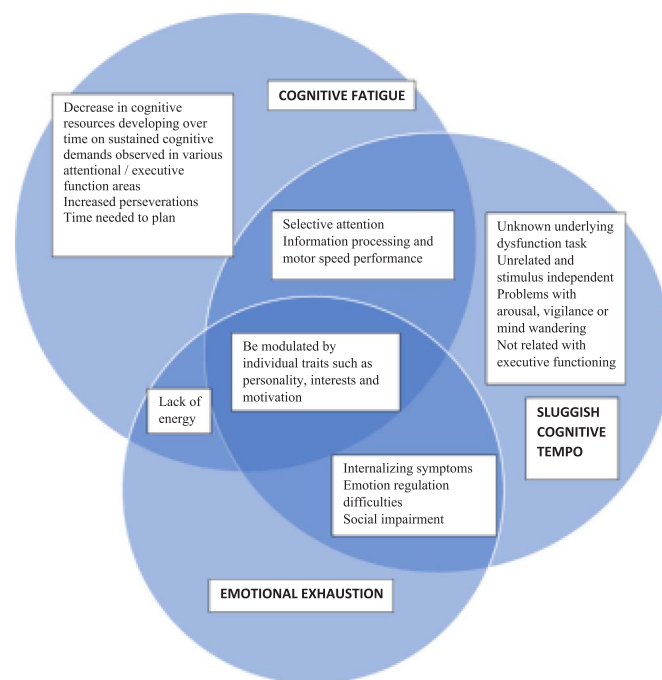 COGNITIVE FATIGUE
Decrease in cognitive
resources developing over
time on sustained cognitive
demands observed in various
attentional / executive
function areas
Increased perseverations
Time needed to plan
Selective attention
Information processing and
motor speed performance
Unknown underlying
dysfunction task
Unrelated and
stimulus independent
Problems with
arousal, vigilance or
mind wandering
Not related with
executive functioning
Be modulated by
individual traits such as
personality, interests and
motivation
Lack of
energy
SLUGGISH
COGNITIVE
TEMPO
Internalizing symptoms
Emotion regulation
difficulties
Social impairment
EMOTIONAL EXHAUSTION